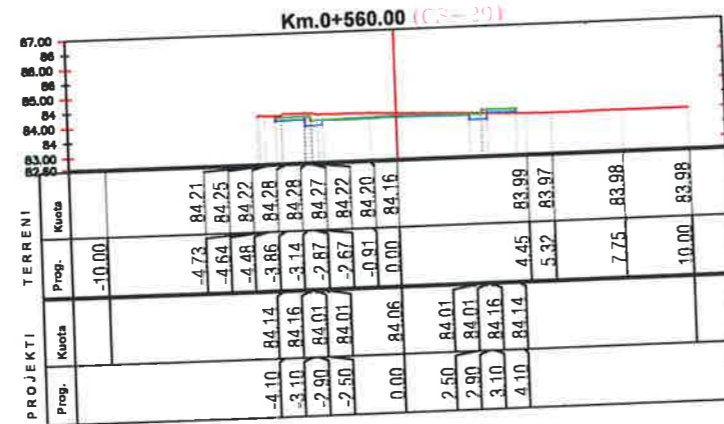 Km.0+560.00 (CS-29)
87.00
86
86.00
85
85.00
84
84.00
84
83.00
82.50
TERRENI
Kuota 84.21 84.25 84.22 84.28 84.28 84.27 84.22 84.20 84.16 83.99 83.97 83.98 83.98
Prog. -10.00 -4.73 -4.64 -4.48 -3.86 -3.14 -2.87 -2.67 -0.91 0.00 4.45 5.32 7.75 10.00
PROJEKTI
Kuota 84.14 84.16 84.01 84.01 84.06 84.01 84.01 84.16 84.14
Prog. -4.10 -3.10 -2.90 -2.50 0.00 2.50 2.90 3.10 4.10